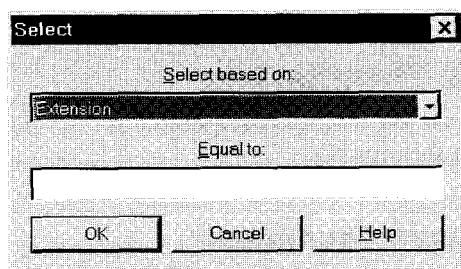 Select
Select based on:
Extension
Equal to:
OK Cancel Help